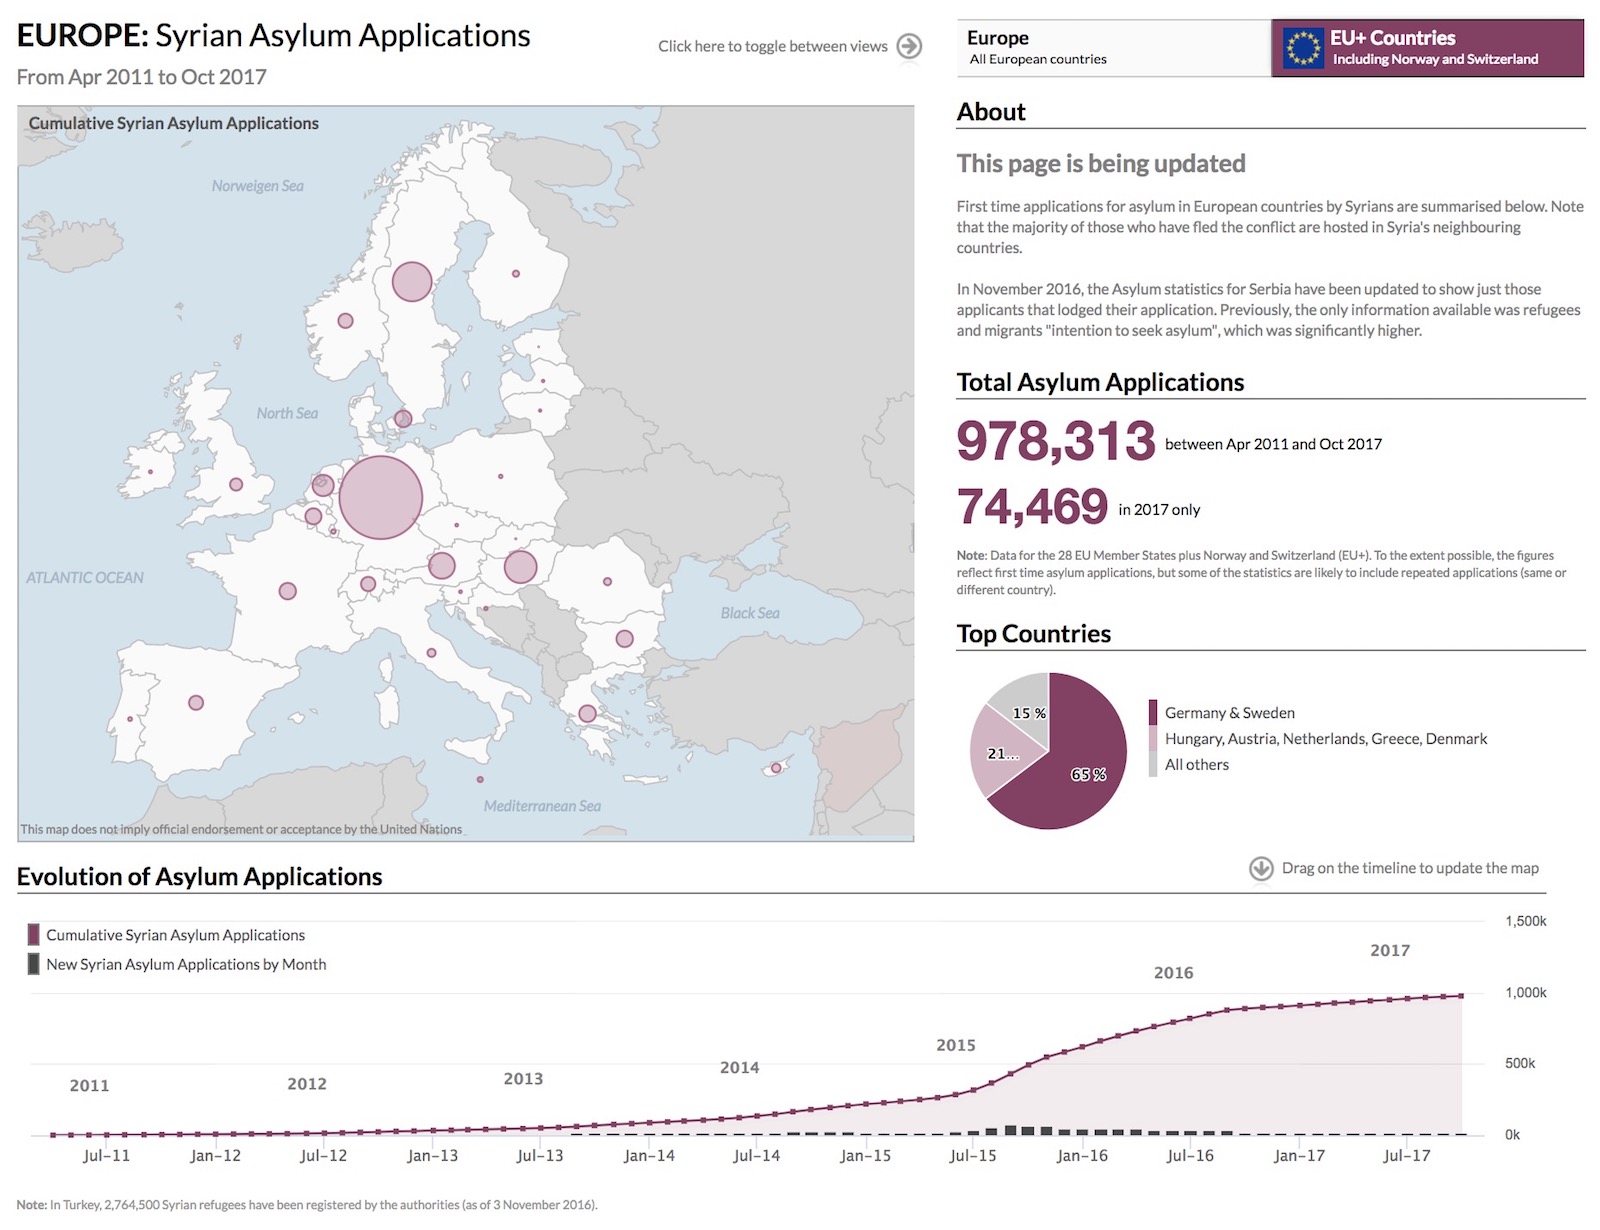 EUROPE: Syrian Asylum Applications
From Apr 2011 to Oct 2017
Click here to toggle between views
Europe
All European countries
EU+ Countries
Including Norway and Switzerland
Cumulative Syrian Asylum Applications
Norweigen Sea
North Sea
ATLANTIC OCEAN
Black Sea
Mediterranean Sea
This map does not imply official endorsement or acceptance by the United Nations
About
This page is being updated
First time applications for asylum in European countries by Syrians are summarised below. Note
that the majority of those who have fled the conflict are hosted in Syria's neighbouring
countries.
In November 2016, the Asylum statistics for Serbia have been updated to show just those
applicants that lodged their application. Previously, the only information available was refugees
and migrants "intention to seek asylum", which was significantly higher.
Total Asylum Applications
978,313 between Apr 2011 and Oct 2017
74,469 in 2017 only
Note: Data for the 28 EU Member States plus Norway and Switzerland (EU+). To the extent possible, the figures
reflect first time asylum applications, but some of the statistics are likely to include repeated applications (same or
different country).
Top Countries
15 %
21...
65 %
Germany & Sweden
Hungary, Austria, Netherlands, Greece, Denmark
All others
Evolution of Asylum Applications
Drag on the timeline to update the map
Cumulative Syrian Asylum Applications
New Syrian Asylum Applications by Month
2011
2012
2013
2014
2015
2016
2017
1,500k
1,000k
500k
0k
Jul-11
Jan-12
Jul-12
Jan-13
Jul-13
Jan-14
Jul-14
Jan-15
Jul-15
Jan-16
Jul-16
Jan-17
Jul-17
Note: In Turkey, 2,764,500 Syrian refugees have been registered by the authorities (as of 3 November 2016).